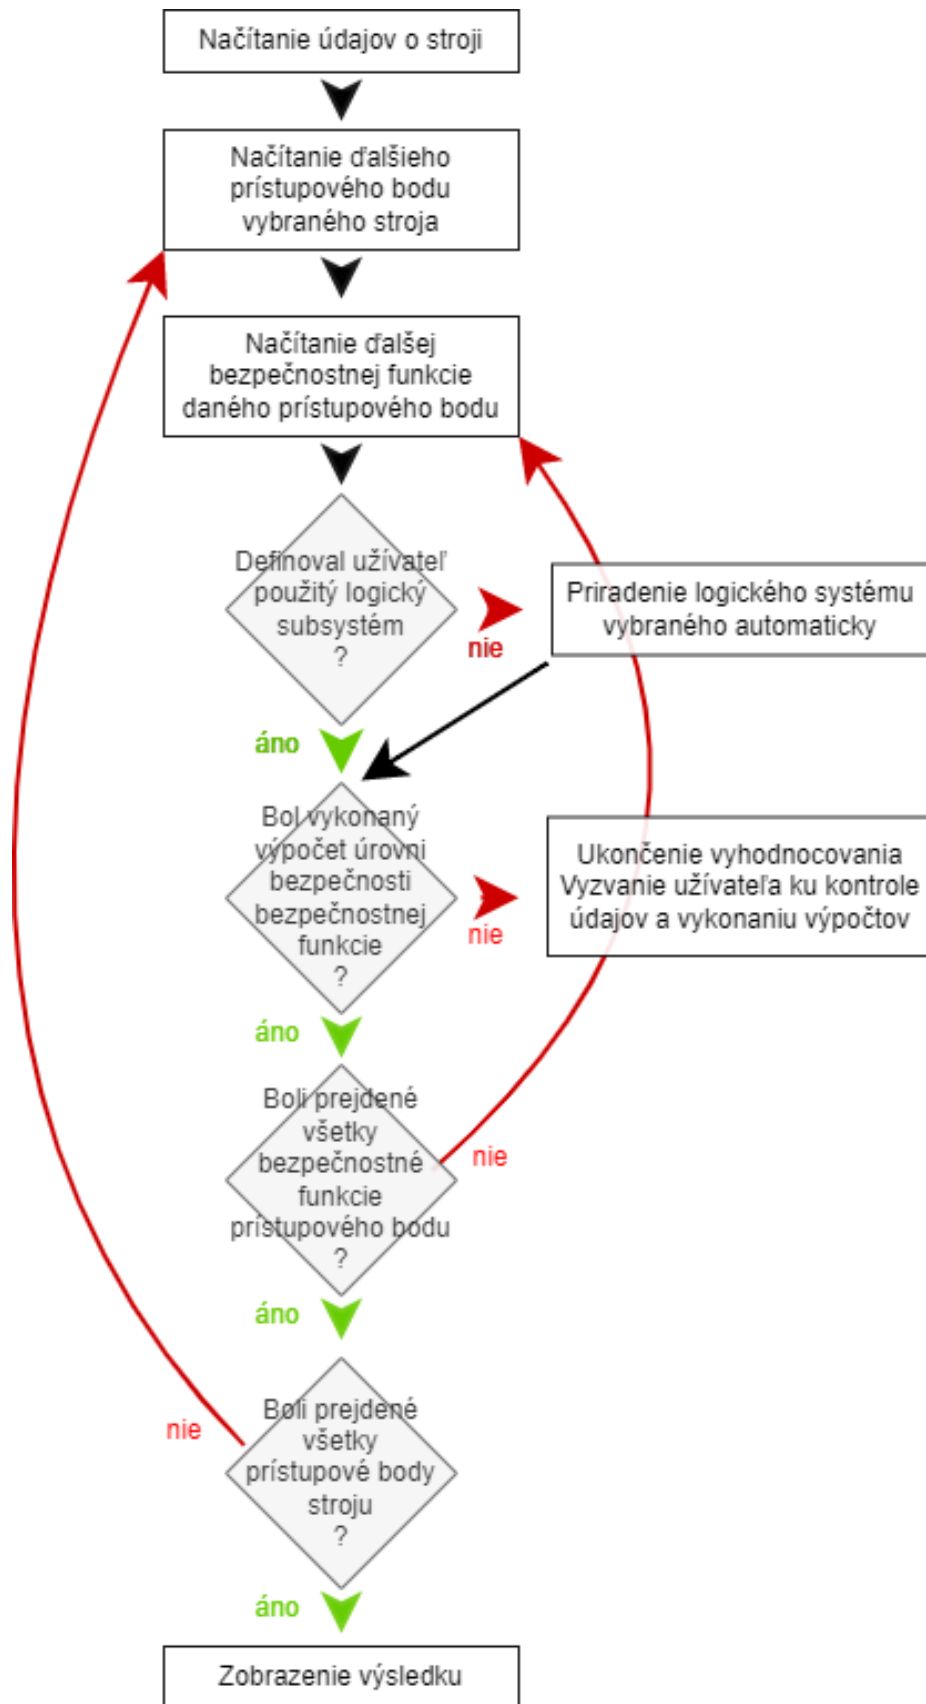 Načítanie údajov o stroji
Načítanie ďalšieho
prístupového bodu
vybraného stroja
Načítanie ďalšej
bezpečnostnej funkcie
daného prístupového bodu
Definoval užívateľ
použitý logický
subsystém
?
nie
Priradenie logického systému
vybraného automaticky
áno
Bol vykonaný
výpočet úrovni
bezpečnosti
bezpečnostnej
funkcie
?
nie
Ukončenie vyhodnocovania
Vyzvanie užívateľa ku kontrole
údajov a vykonaniu výpočtov
áno
Boli prejdené
všetky
bezpečnostné
funkcie
prístupového bodu
?
nie
áno
Boli prejdené
všetky
prístupové body
stroju
?
nie
áno
Zobrazenie výsledku